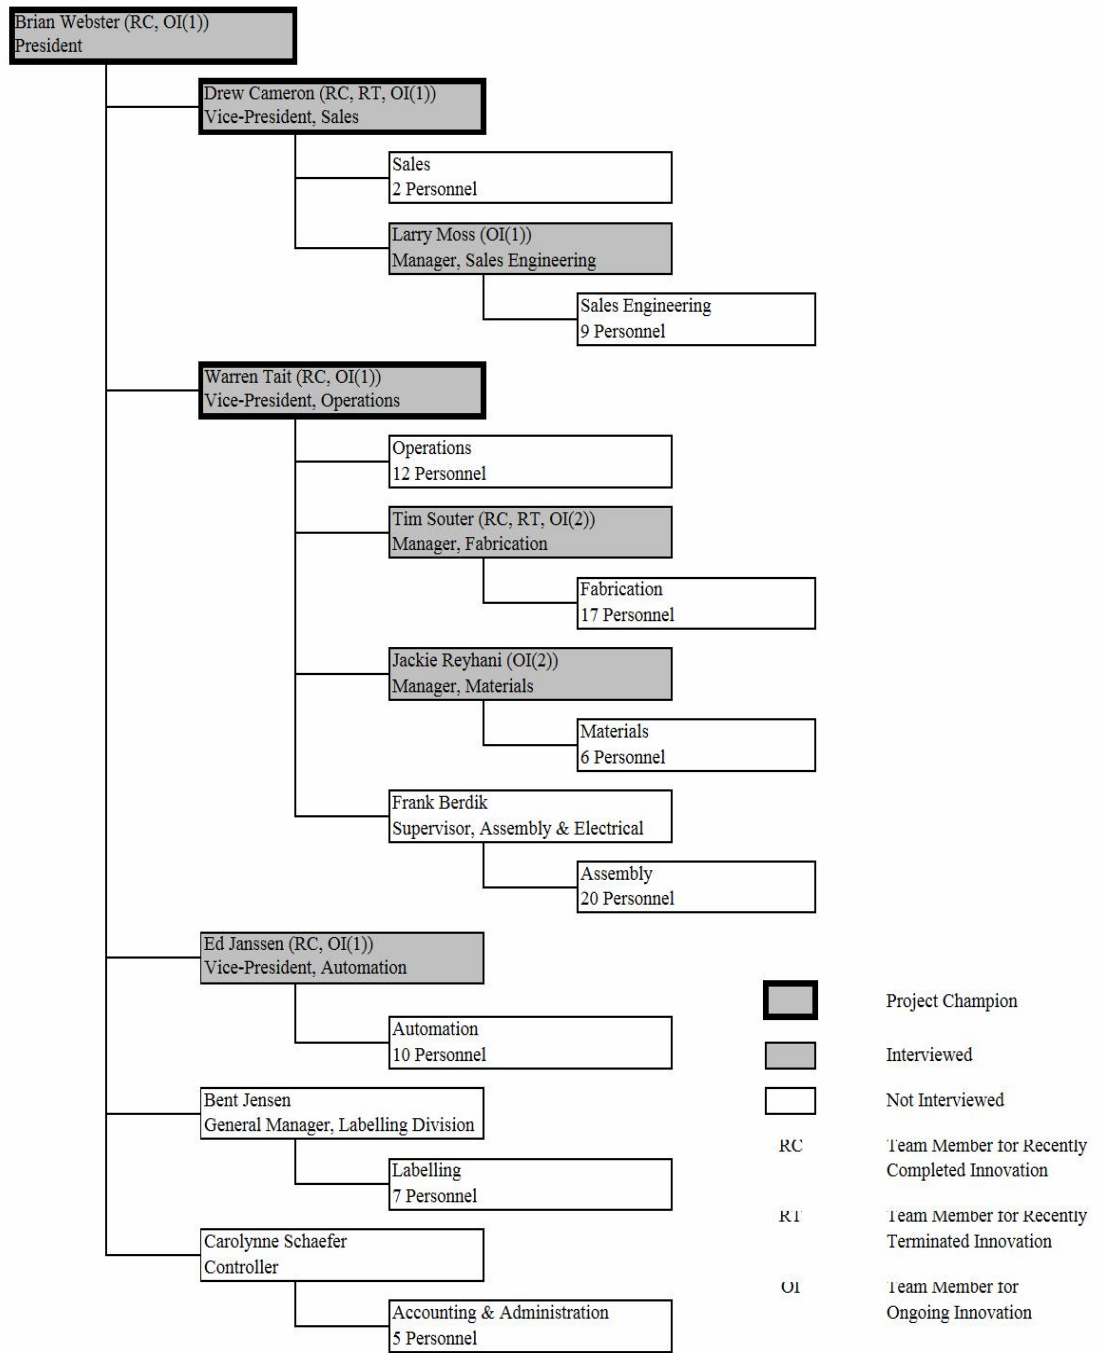 Brian Webster (RC, OI(1))
President
Drew Cameron (RC, RT, OI(1))
Vice-President, Sales
Sales
2 Personnel
Larry Moss (OI(1))
Manager, Sales Engineering
Sales Engineering
9 Personnel
Warren Tait (RC, OI(1))
Vice-President, Operations
Operations
12 Personnel
Tim Souter (RC, RT, OI(2))
Manager, Fabrication
Fabrication
17 Personnel
Jackie Reyhani (OI(2))
Manager, Materials
Materials
6 Personnel
Frank Berdik
Supervisor, Assembly & Electrical
Assembly
20 Personnel
Ed Janssen (RC, OI(1))
Vice-President, Automation
Automation
10 Personnel
Bent Jensen
General Manager, Labelling Division
Labelling
7 Personnel
Carolynne Schaefer
Controller
Accounting & Administration
5 Personnel
Project Champion
Interviewed
Not Interviewed
RC Team Member for Recently
Completed Innovation
RT Team Member for Recently
Terminated Innovation
OI Team Member for
Ongoing Innovation